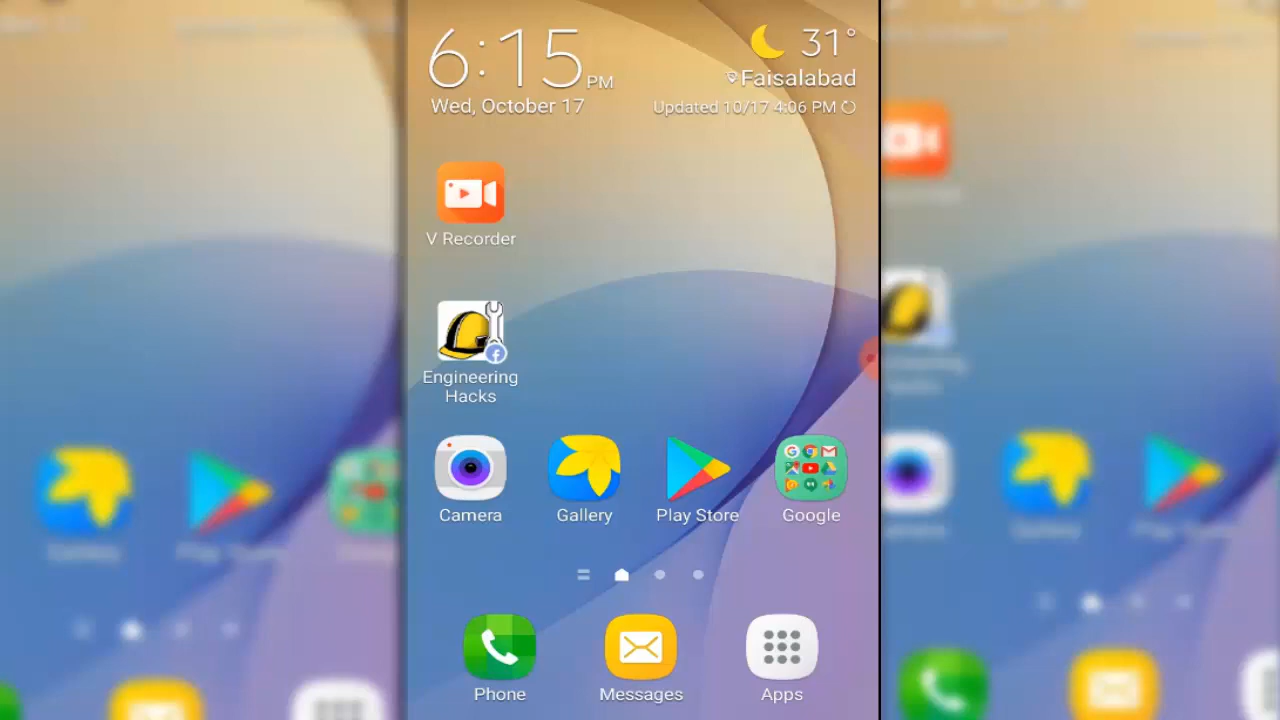 6:15 PM
31°
Faisalabad
Wed, October 17
Updated 10/17 4:06 PM
V Recorder
Engineering
Hacks
Camera
Gallery
Play Store
Google
Phone
Messages
Apps